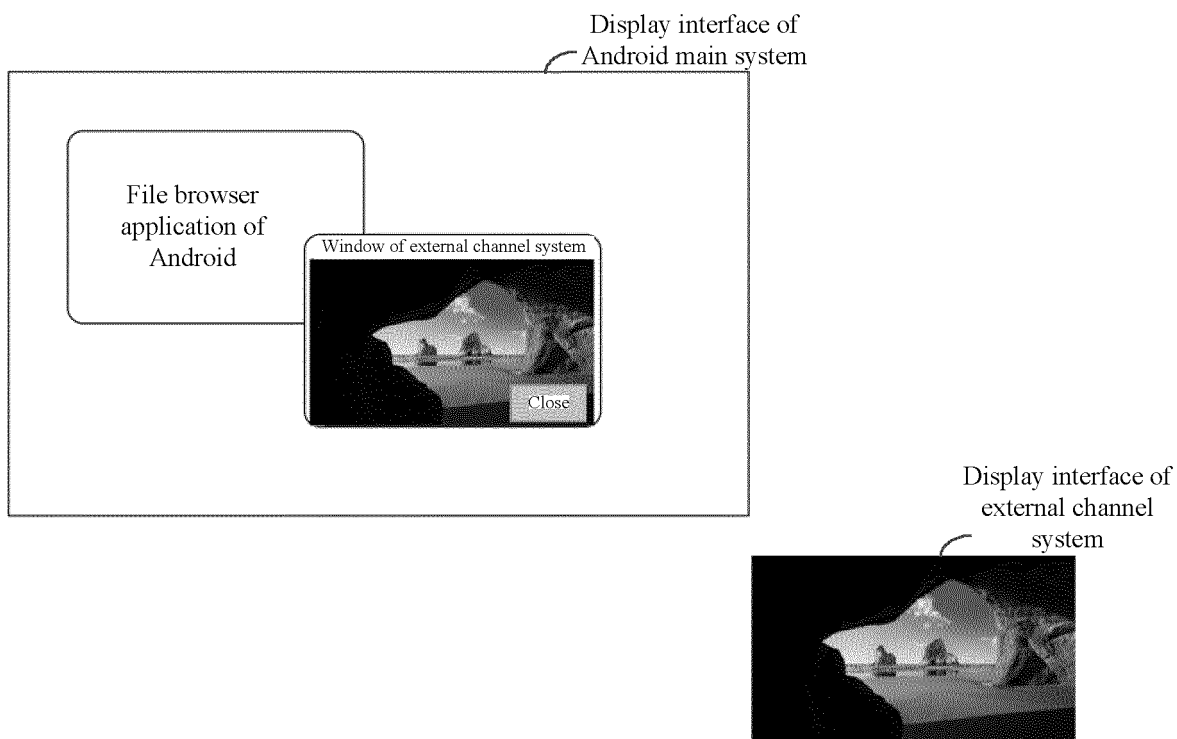 Display interface of
Android main system
File browser
application of
Android
Window of external channel system
Close
Display interface of
external channel
system